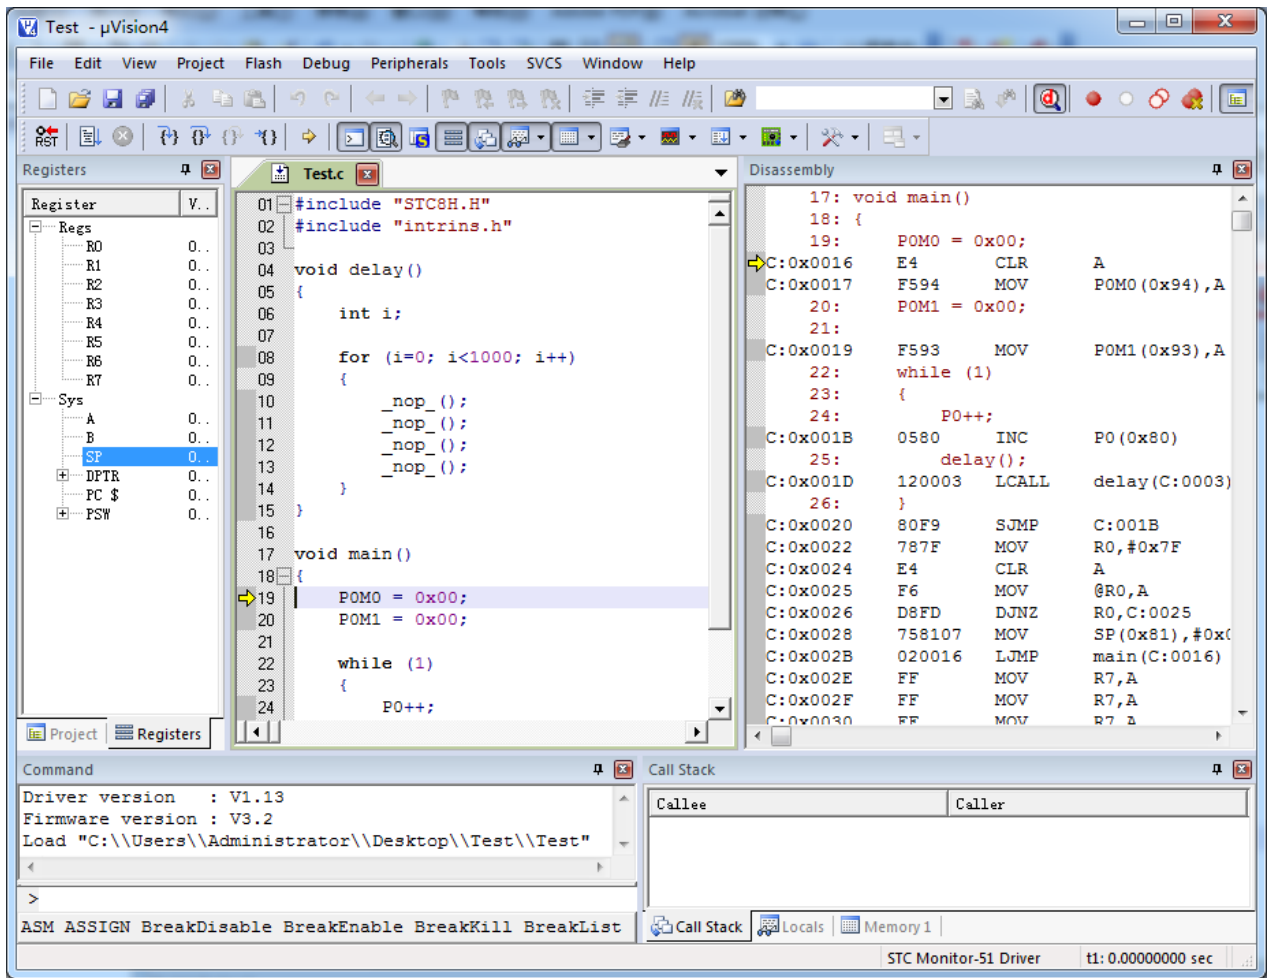 Test - µVision4
File Edit View Project Flash Debug Peripherals Tools SVCS Window Help
RST
Registers
Register V..
Regs
R0 0..
R1 0..
R2 0..
R3 0..
R4 0..
R5 0..
R6 0..
R7 0..
Sys
A 0..
B 0..
SP 0..
DPTR 0..
PC $ 0..
PSW 0..
Project Registers
Test.c
01 #include "STC8H.H"
02 #include "intrins.h"
03
04 void delay()
05 {
06 int i;
07
08 for (i=0; i<1000; i++)
09 {
10 _nop_();
11 _nop_();
12 _nop_();
13 _nop_();
14 }
15 }
16
17 void main()
18 {
19 P0M0 = 0x00;
20 P0M1 = 0x00;
21
22 while (1)
23 {
24 P0++;
Disassembly
17: void main()
18: {
19: P0M0 = 0x00;
C:0x0016 E4 CLR A
C:0x0017 F594 MOV P0M0(0x94),A
20: P0M1 = 0x00;
21:
C:0x0019 F593 MOV P0M1(0x93),A
22: while (1)
23: {
24: P0++;
C:0x001B 0580 INC P0(0x80)
25: delay();
C:0x001D 120003 LCALL delay(C:0003)
26: }
C:0x0020 80F9 SJMP C:001B
C:0x0022 787F MOV R0,#0x7F
C:0x0024 E4 CLR A
C:0x0025 F6 MOV @R0,A
C:0x0026 D8FD DJNZ R0,C:0025
C:0x0028 758107 MOV SP(0x81),#0x0
C:0x002B 020016 LJMP main(C:0016)
C:0x002E FF MOV R7,A
C:0x002F FF MOV R7,A
C:0x0030 FF MOV R7,A
Command
Driver version : V1.13
Firmware version : V3.2
Load "C:\\Users\\Administrator\\Desktop\\Test\\Test"
>
ASM ASSIGN BreakDisable BreakEnable BreakKill BreakList
Call Stack
Callee Caller
Call Stack Locals Memory 1
STC Monitor-51 Driver t1: 0.00000000 sec